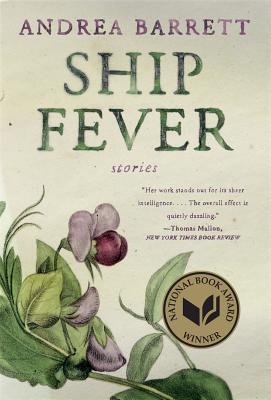 ANDREA BARRETT
SHIP
FEVER
stories
"Her work stands out for its sheer
intelligence. . . . The overall effect is
quietly dazzling."
—Thomas Mallon,
NEW YORK TIMES BOOK REVIEW
NATIONAL BOOK AWARD
WINNER